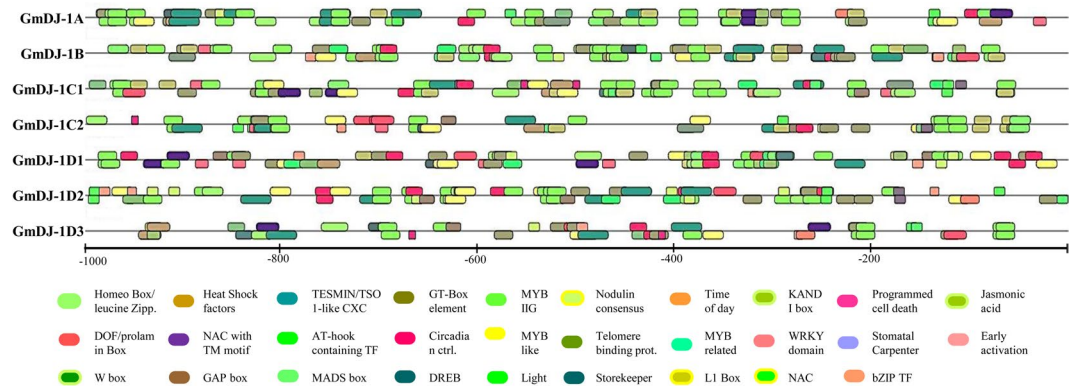 GmDJ-1A
GmDJ-1B
GmDJ-1C1
GmDJ-1C2
GmDJ-1D1
GmDJ-1D2
GmDJ-1D3
-1000 -800 -600 -400 -200
Homeo Box/ Heat Shock TESMIN/TSO GT-Box MYB Nodulin Time KAND Programmed Jasmonic
leucine Zipp. factors 1-like CXC element IIG consensus of day I box cell death acid
DOF/prolam NAC with AT-hook Circadia MYB Telomere MYB WRKY Stomatal Early
in Box TM motif containing TF n ctrl. like binding prot. related domain Carpenter activation
W box GAP box MADS box DREB Light Storekeeper L1 Box NAC bZIP TF